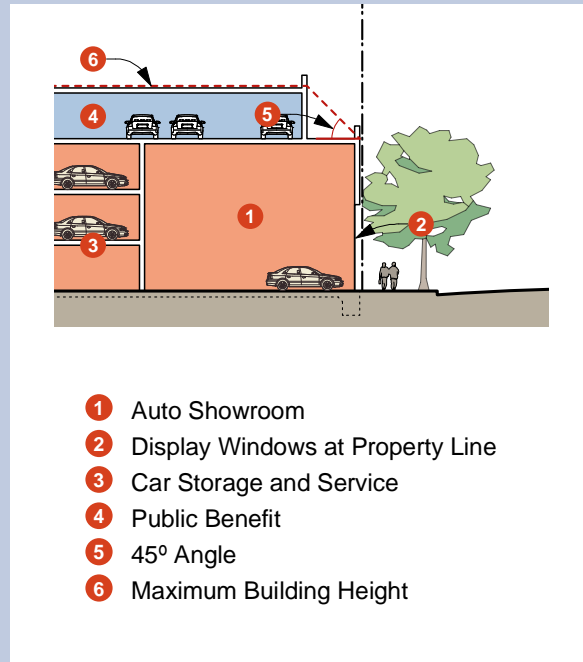 6
4
5
1
2
3
1 Auto Showroom
2 Display Windows at Property Line
3 Car Storage and Service
4 Public Benefit
5 45º Angle
6 Maximum Building Height